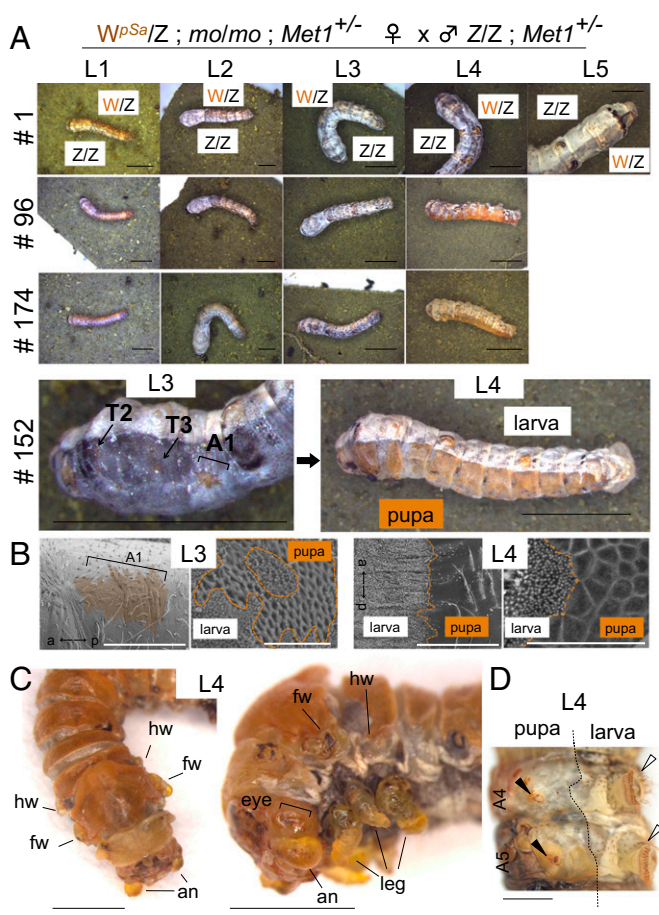 A
W^pSa/Z ; mo/mo ; Met1^+/- ♀ x ♂ Z/Z ; Met1^+/-
L1 L2 L3 L4 L5
# 1
W/Z
Z/Z
W/Z
Z/Z
W/Z
Z/Z
W/Z
Z/Z
Z/Z
W/Z
# 96
# 174
# 152
L3
T2
T3
A1
L4
larva
pupa
B
A1
L3
a ←→ p
pupa
larva
L4
a ←→ p
larva
pupa
larva
pupa
C
L4
hw
fw
hw
fw
an
hw
fw
eye
leg
an
D
L4
pupa larva
A4
A5